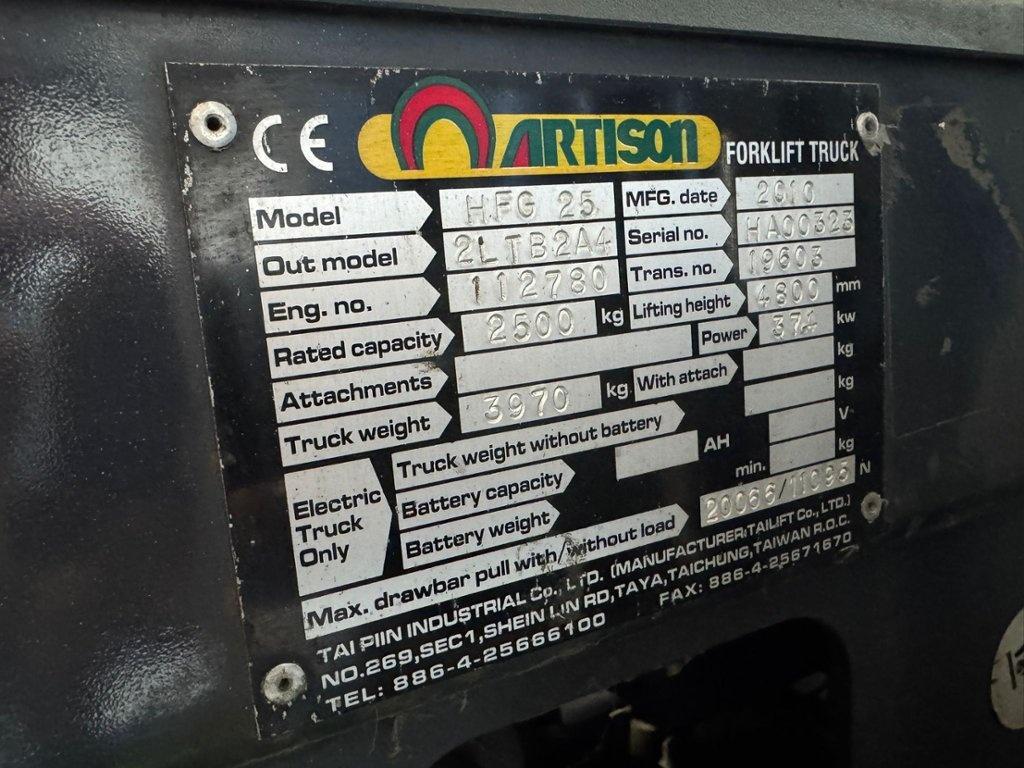 CE ARTISON FORKLIFT TRUCK
Model HFG 25 MFG. date 2010
Out model 2LTB2A4 Serial no. HA00323
Eng. no. 112780 Trans. no. 19603
Rated capacity 2500 kg Lifting height 4800 mm
Attachments Power 374 kw
Truck weight 3970 kg With attach kg
Electric Truck Only
Truck weight without battery kg
Battery capacity AH V
Battery weight min. kg
Max. drawbar pull with/without load 20066/11093 N
TAI PIIN INDUSTRIAL Co., LTD. (MANUFACTURER:TAILIFT Co., LTD.)
NO.269,SEC1,SHEIN LIN RD,TAYA,TAICHUNG,TAIWAN R.O.C.
TEL: 886-4-25666100 FAX: 886-4-25671670